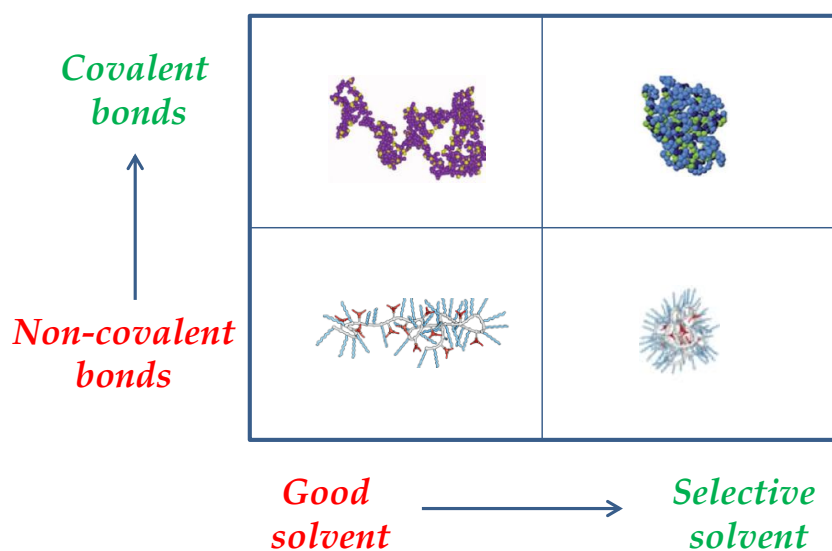 Covalent
bonds
Non-covalent
bonds
Good
solvent
Selective
solvent